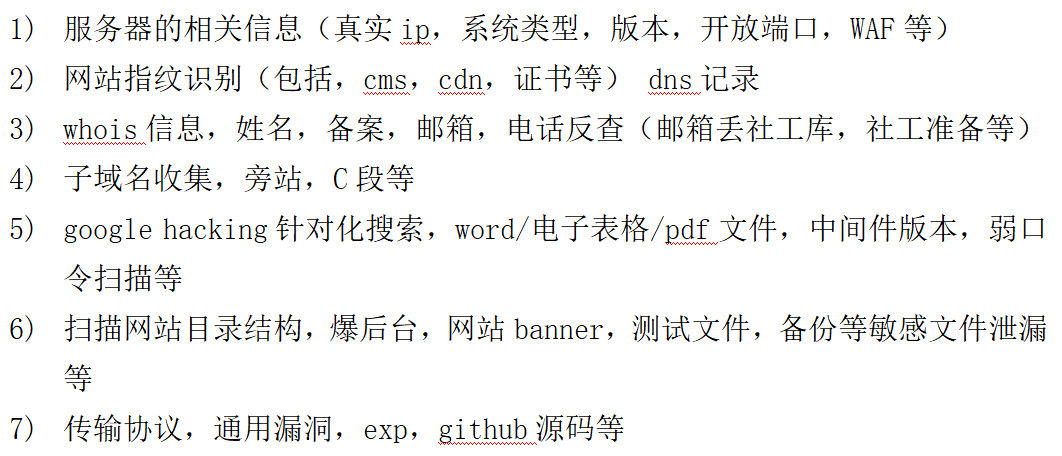 1) 服务器的相关信息（真实 ip，系统类型，版本，开放端口，WAF 等）
2) 网站指纹识别（包括，cms，cdn，证书等） dns 记录
3) whois 信息，姓名，备案，邮箱，电话反查（邮箱丢社工库，社工准备等）
4) 子域名收集，旁站，C 段等
5) google hacking 针对化搜索，word/电子表格/pdf 文件，中间件版本，弱口
令扫描等
6) 扫描网站目录结构，爆后台，网站 banner，测试文件，备份等敏感文件泄漏
等
7) 传输协议，通用漏洞，exp，github 源码等